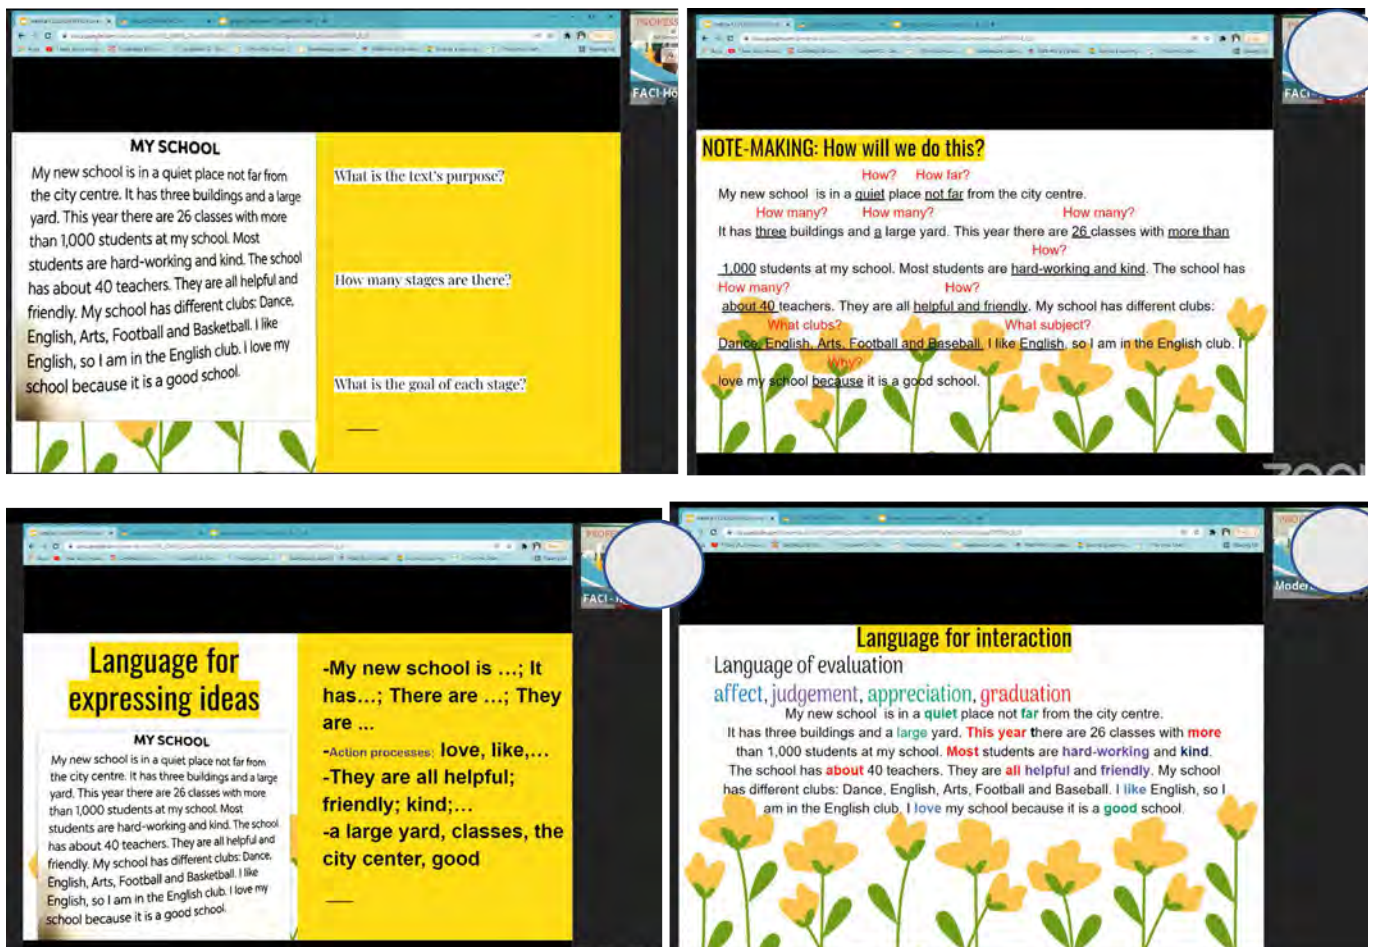 PROFESS
FACI-Ho
MY SCHOOL
My new school is in a quiet place not far from
the city centre. It has three buildings and a large
yard. This year there are 26 classes with more
than 1,000 students at my school. Most
students are hard-working and kind. The school
has about 40 teachers. They are all helpful and
friendly. My school has different clubs: Dance,
English, Arts, Football and Basketball. I like
English, so I am in the English club. I love my
school because it is a good school.
What is the text's purpose?
How many stages are there?
What is the goal of each stage?
FACI-
NOTE-MAKING: How will we do this?
How? How far?
My new school is in a quiet place not far from the city centre.
How many? How many? How many?
It has three buildings and a large yard. This year there are 26 classes with more than
How?
1,000 students at my school. Most students are hard-working and kind. The school has
How many? How?
about 40 teachers. They are all helpful and friendly. My school has different clubs:
What clubs? What subject?
Dance, English, Arts, Football and Baseball. I like English, so I am in the English club. I
Why?
love my school because it is a good school.
zoom
FACI-
Language for
expressing ideas
MY SCHOOL
My new school is in a quiet place not far from
the city centre. It has three buildings and a large
yard. This year there are 26 classes with more
than 1,000 students at my school. Most
students are hard-working and kind. The school
has about 40 teachers. They are all helpful and
friendly. My school has different clubs: Dance,
English, Arts, Football and Basketball. I like
English, so I am in the English club. I love my
school because it is a good school.
-My new school is ...; It
has...; There are ...; They
are ...
-Action processes; love, like,...
-They are all helpful;
friendly; kind;...
-a large yard, classes, the
city center, good
Moder
Language for interaction
Language of evaluation
affect, judgement, appreciation, graduation
My new school is in a quiet place not far from the city centre.
It has three buildings and a large yard. This year there are 26 classes with more
than 1,000 students at my school. Most students are hard-working and kind.
The school has about 40 teachers. They are all helpful and friendly. My school
has different clubs: Dance, English, Arts, Football and Baseball. I like English, so I
am in the English club. I love my school because it is a good school.